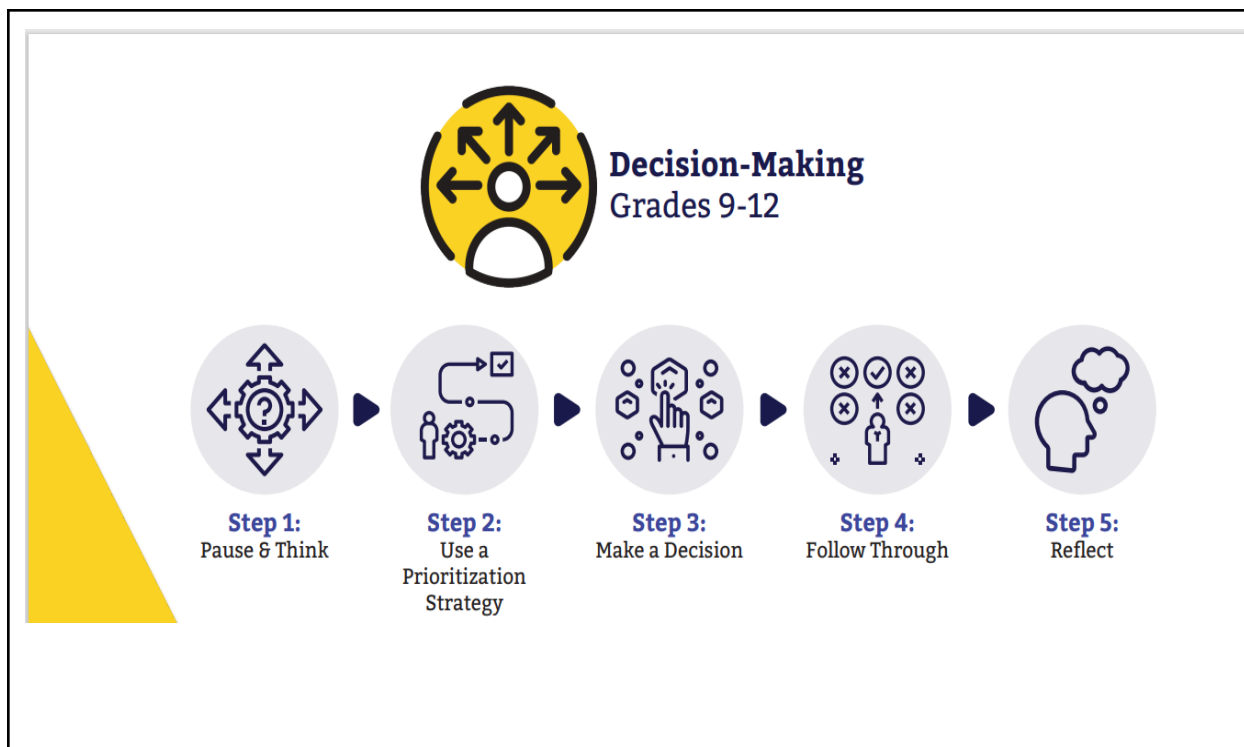 Decision-Making
Grades 9-12
Step 1:
Pause & Think
Step 2:
Use a
Prioritization
Strategy
Step 3:
Make a Decision
Step 4:
Follow Through
Step 5:
Reflect